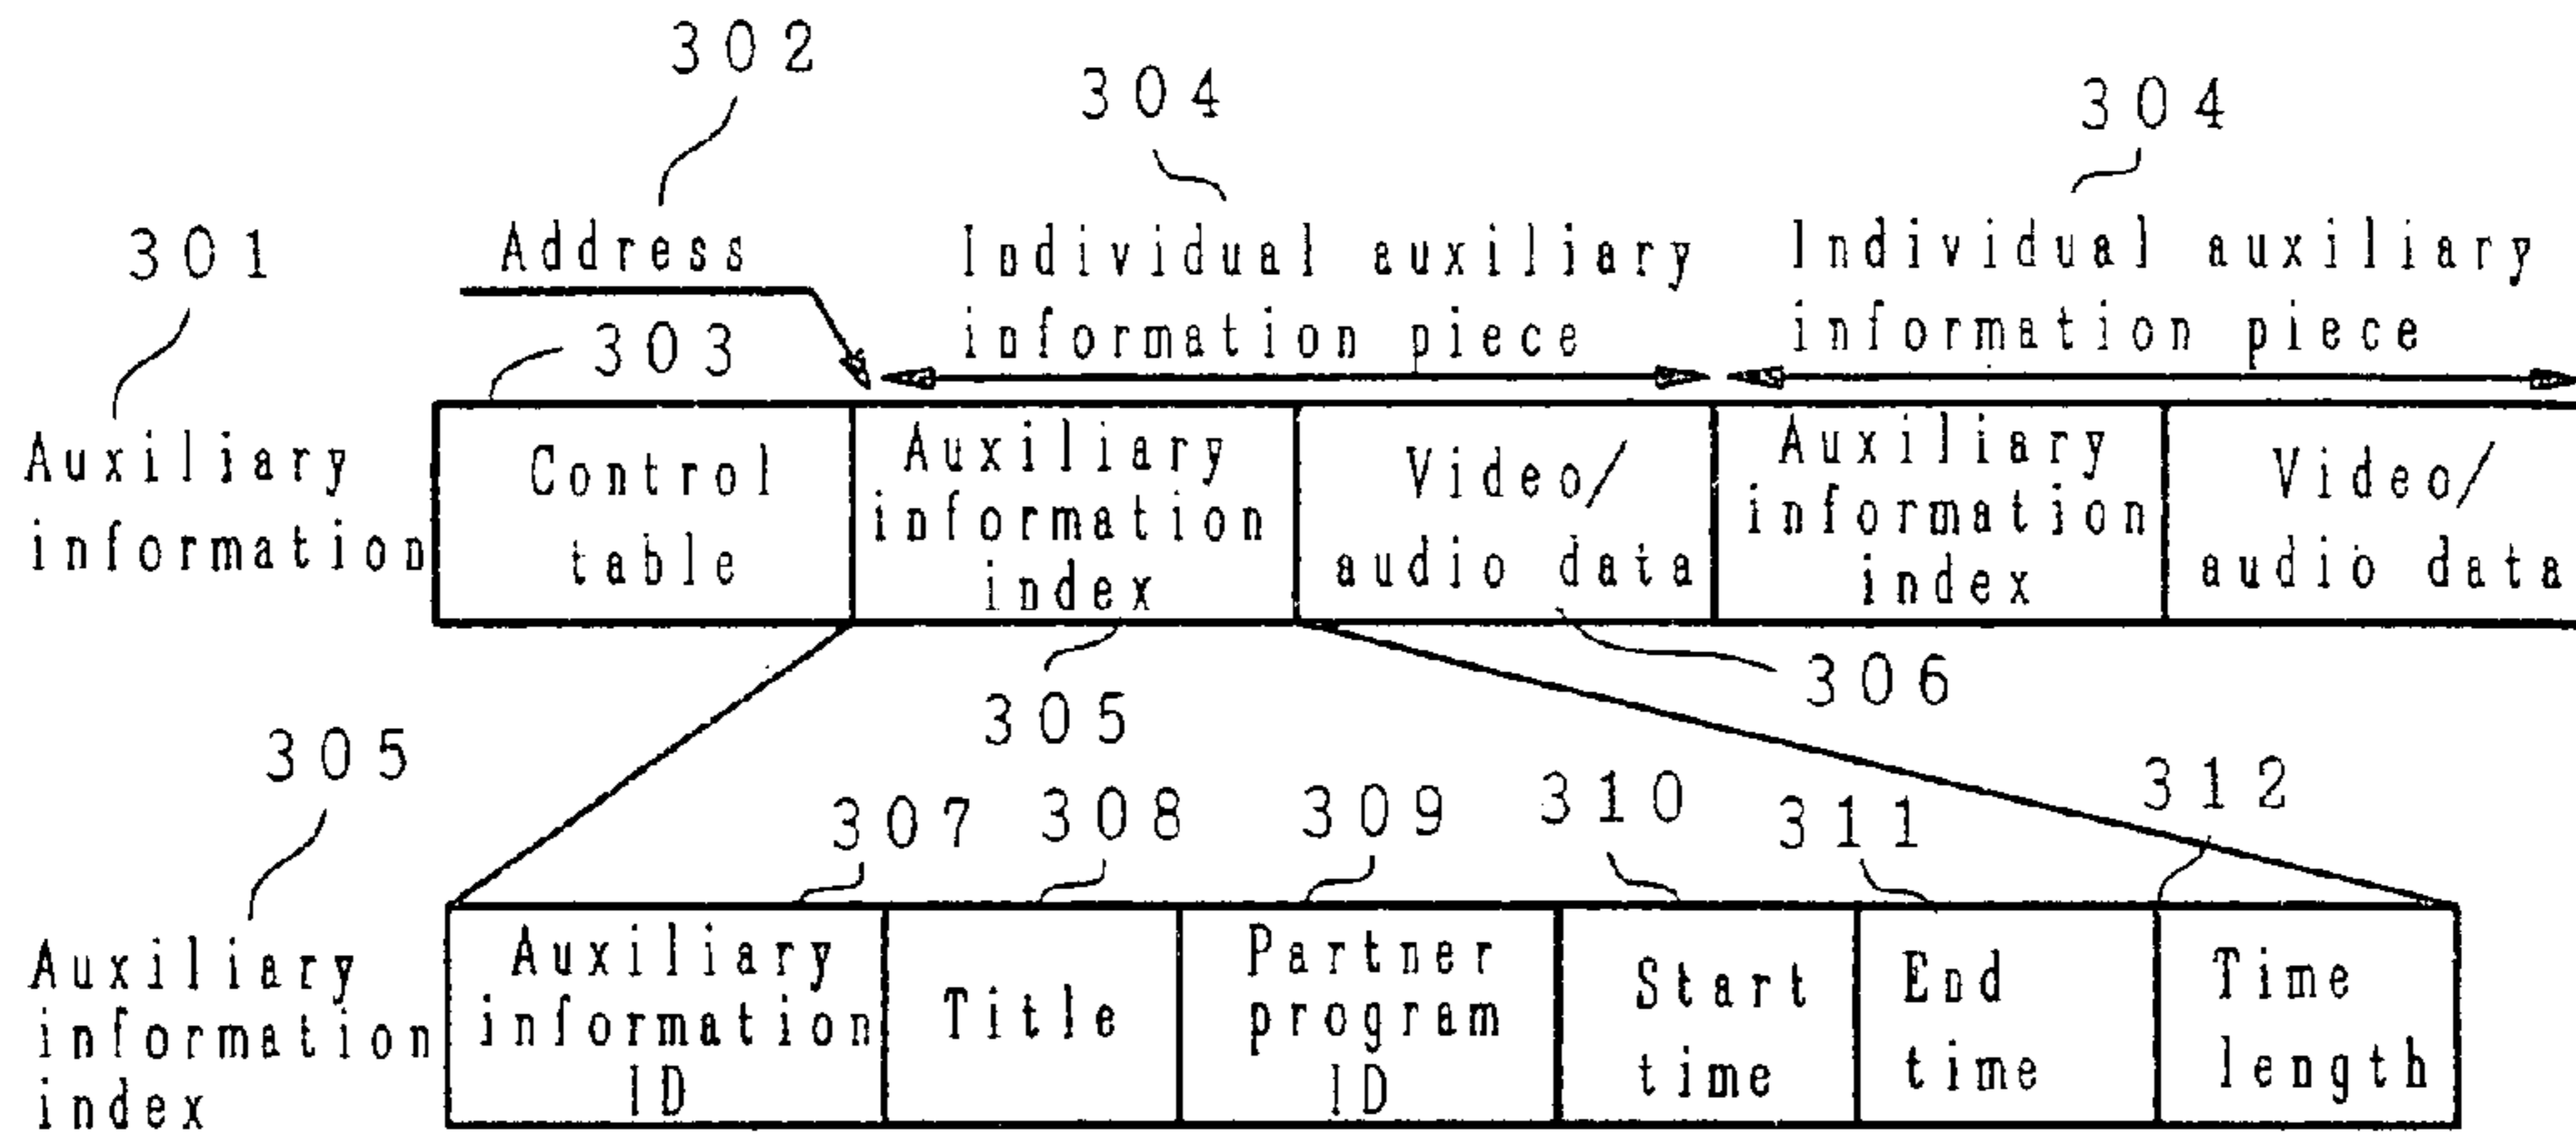 302
304
304
301
Address
Individual auxiliary
information piece
Individual auxiliary
information piece
303
Auxiliary
information
Control
table
Auxiliary
information
index
Video/
audio data
Auxiliary
information
index
Video/
audio data
305
306
305
307
308
309
310
311
312
Auxiliary
information
index
Auxiliary
information
ID
Title
Partner
program
ID
Start
time
End
time
Time
length